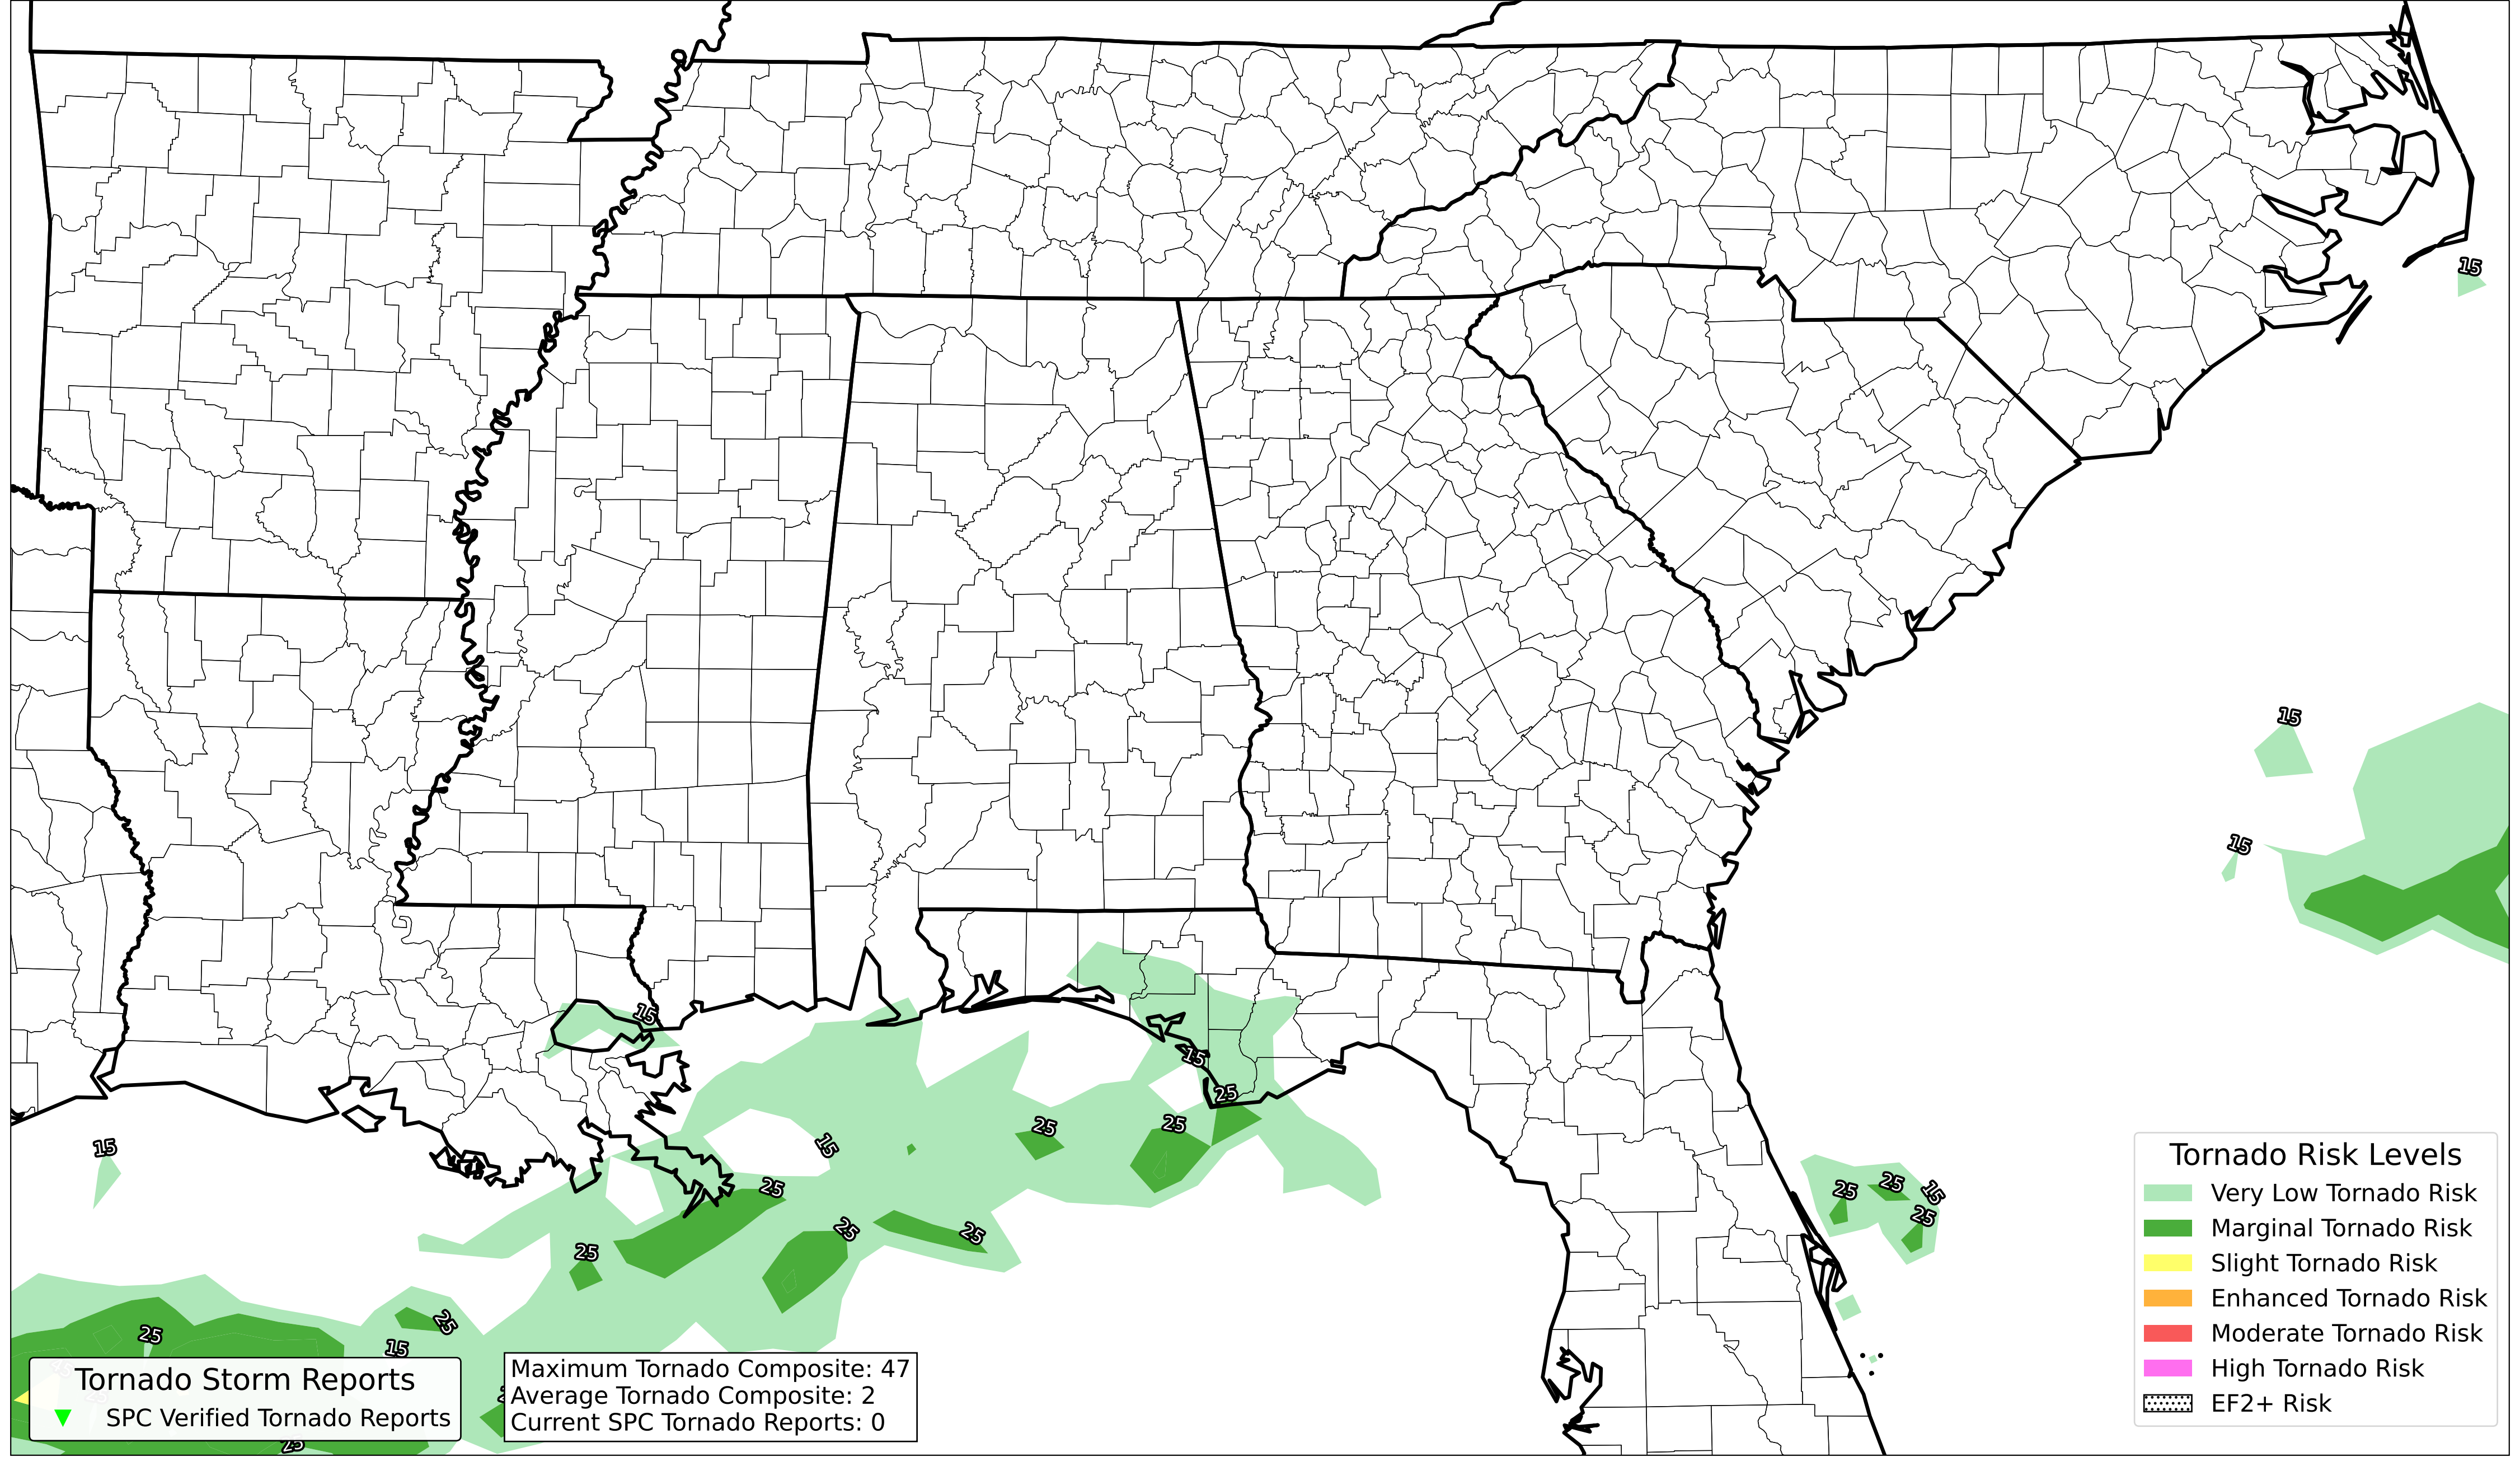 15
15
15
15
15
25
25
25
25
15
15
25
25
25
15
25
25
25
25
25
15
25
15
25
Tornado Risk Levels
Very Low Tornado Risk
Marginal Tornado Risk
Slight Tornado Risk
Enhanced Tornado Risk
Moderate Tornado Risk
High Tornado Risk
EF2+ Risk
Tornado Storm Reports
SPC Verified Tornado Reports
Maximum Tornado Composite: 47
Average Tornado Composite: 2
Current SPC Tornado Reports: 0